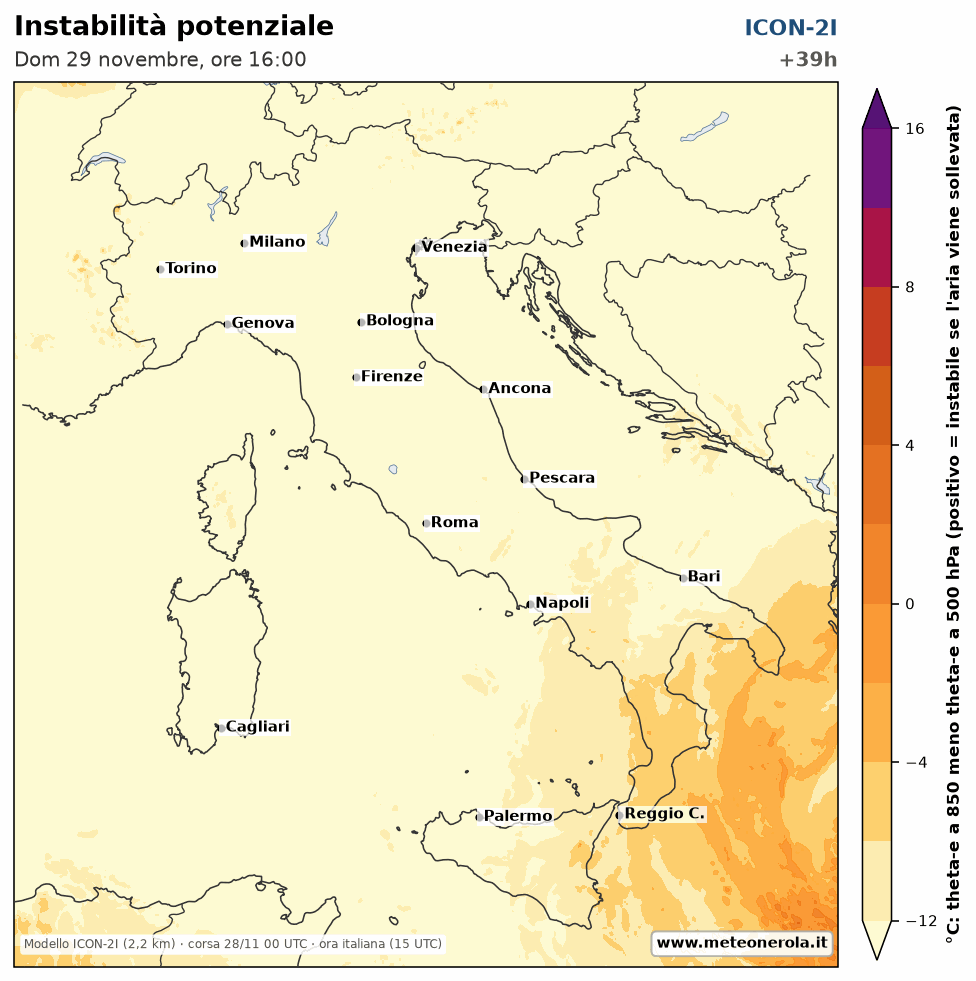 Instabilità potenziale
ICON-2I
Dom 29 novembre, ore 16:00
+39h
Milano
Venezia
Torino
Genova
Bologna
Firenze
Ancona
Pescara
Roma
Bari
Napoli
Cagliari
Palermo
Reggio C.
Modello ICON-2I (2,2 km) · corsa 28/11 00 UTC · ora italiana (15 UTC)
www.meteonerola.it
16
8
4
0
−4
−12
°C: theta-e a 850 meno theta-e a 500 hPa (positivo = instabile se l'aria viene sollevata)